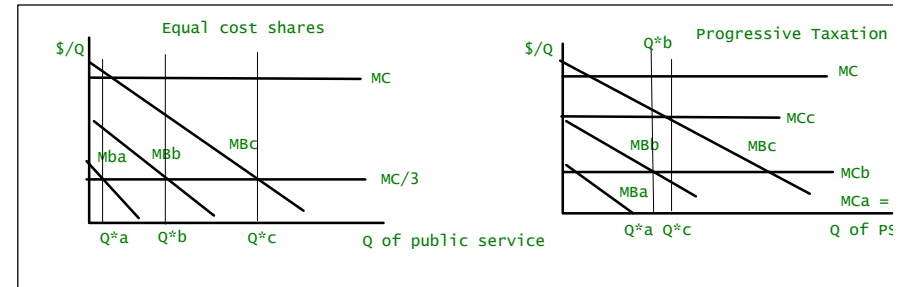 Equal cost shares
$/Q
MC
Mba
MBb
MBc
MC/3
Q*a
Q*b
Q*c
Q of public service
Progressive Taxation
$/Q
Q*b
MC
MCc
MBb
MBc
MCb
MBa
MCa =
Q*a Q*c
Q of PS